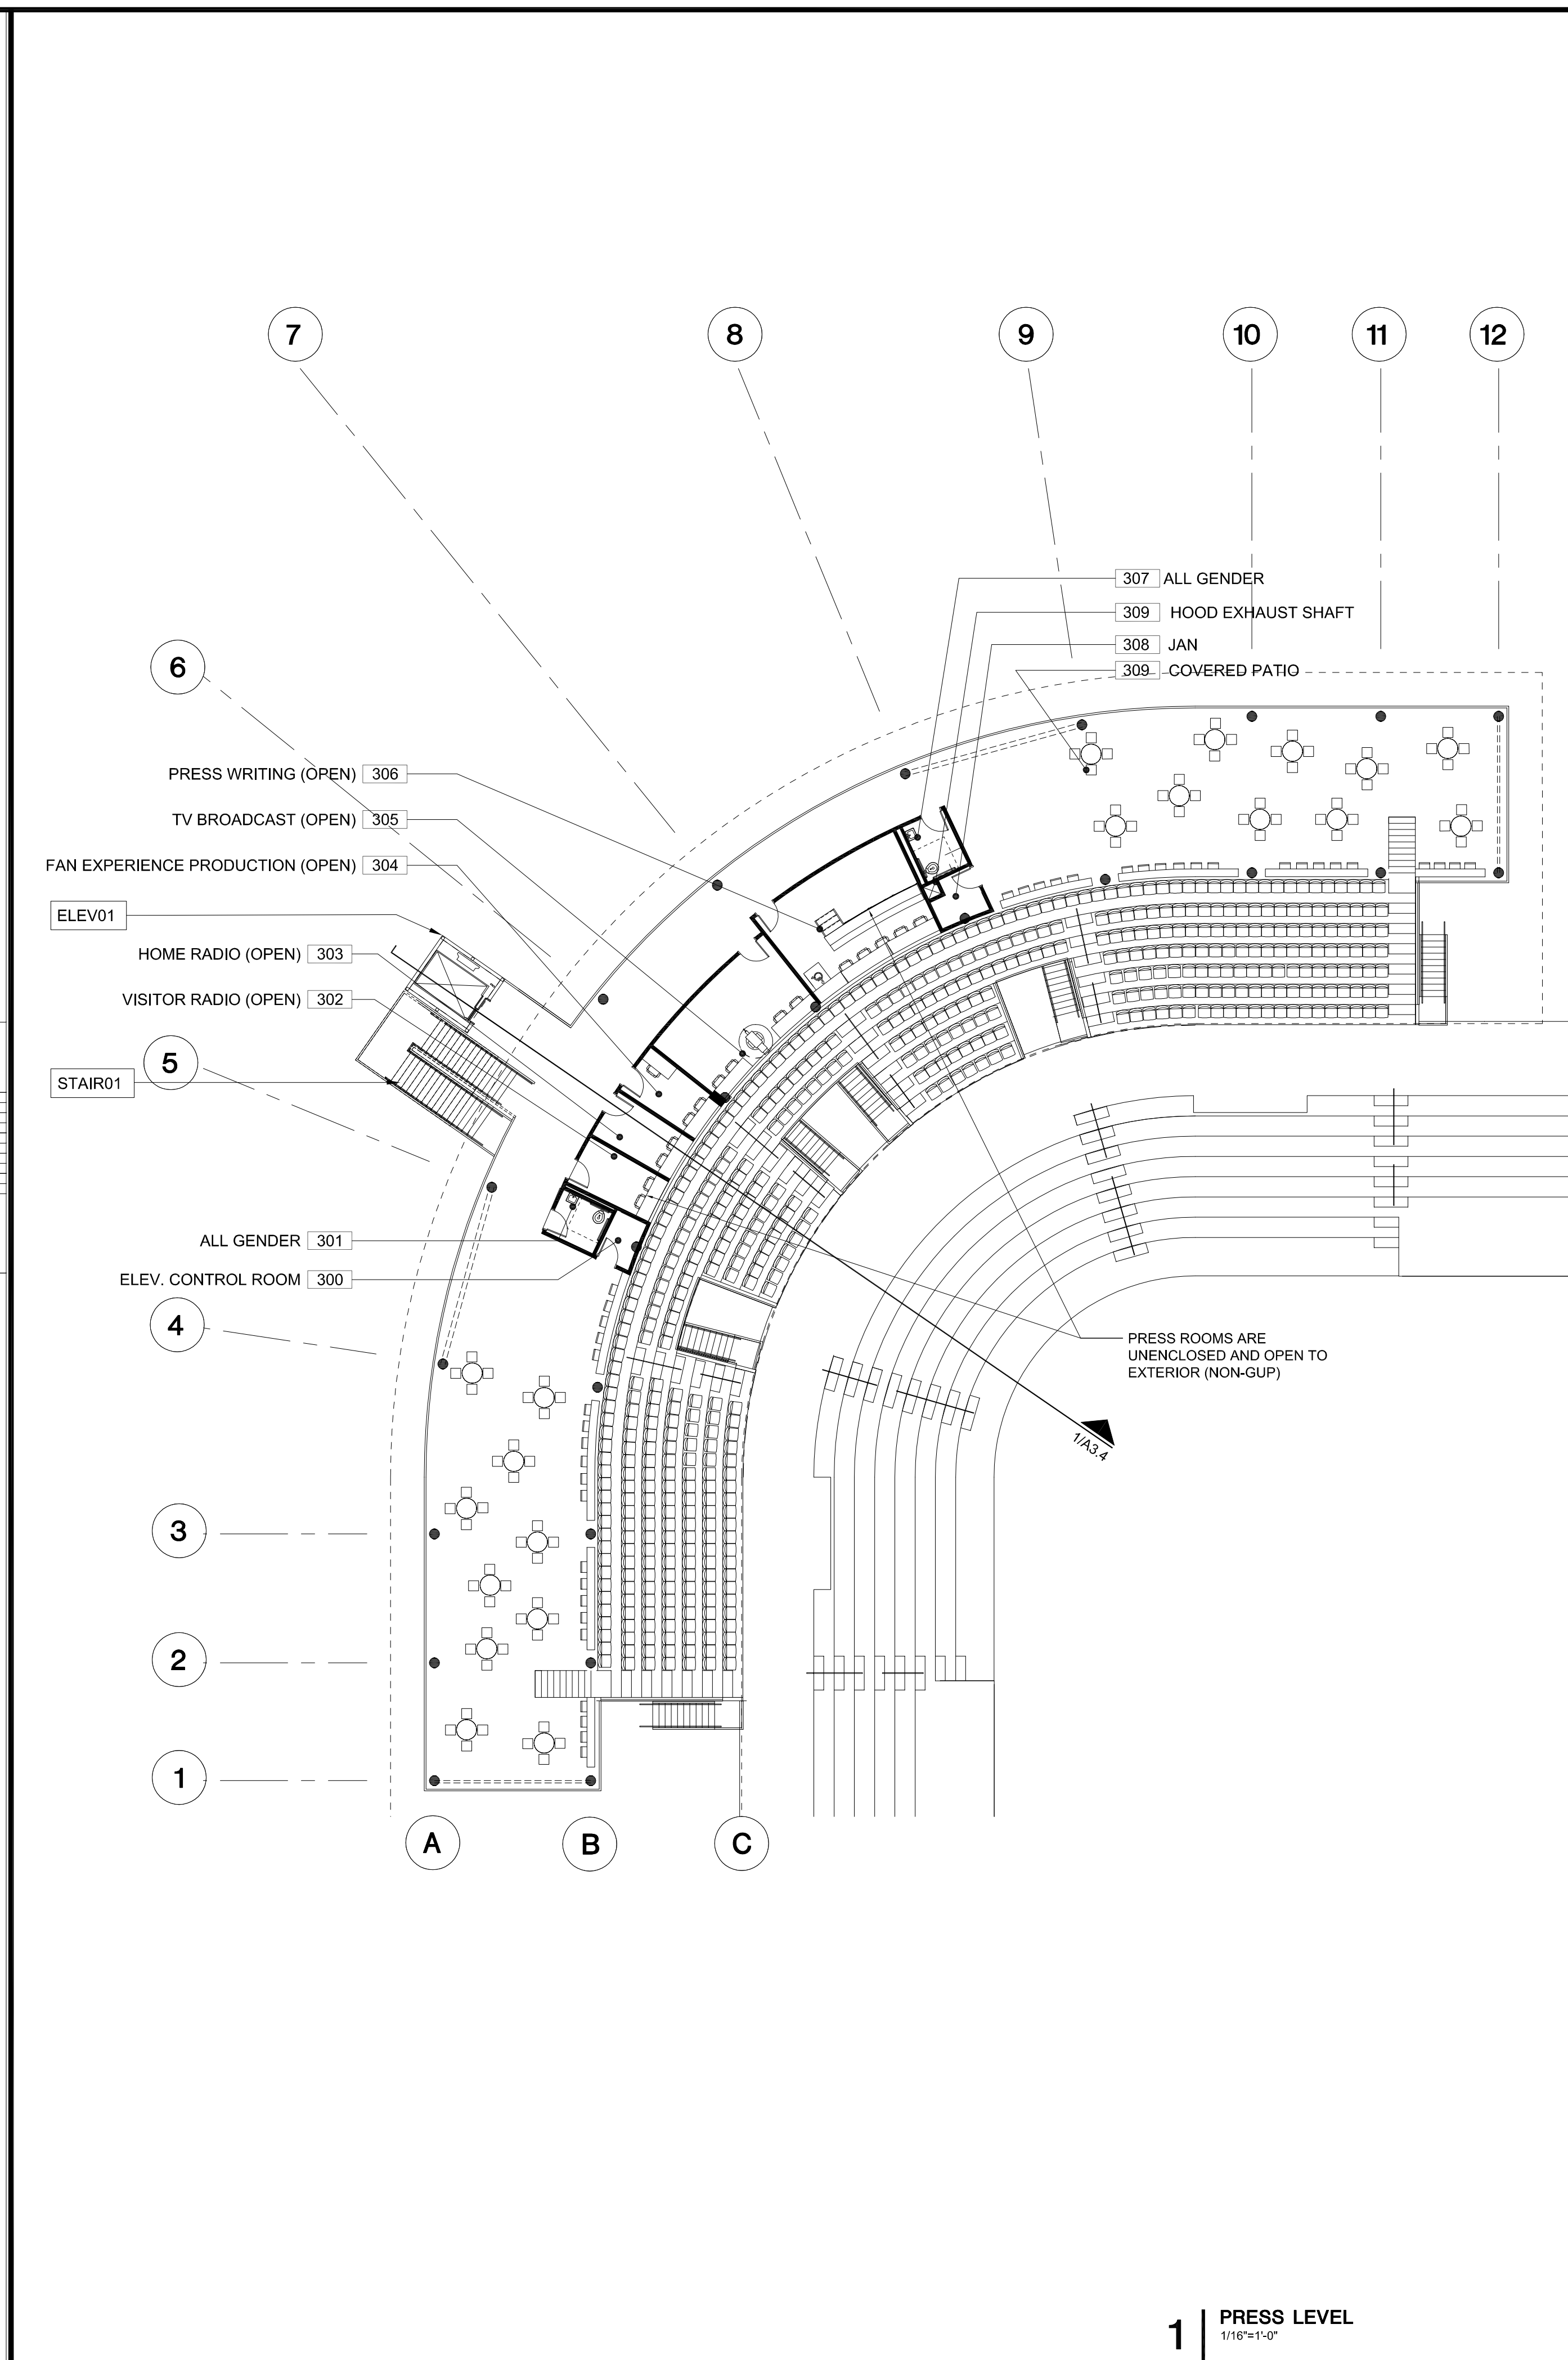 7
8
9
10
11
12
307 ALL GENDER
309 HOOD EXHAUST SHAFT
308 JAN
309 COVERED PATIO
6
PRESS WRITING (OPEN) 306
TV BROADCAST (OPEN) 305
FAN EXPERIENCE PRODUCTION (OPEN) 304
ELEV01
HOME RADIO (OPEN) 303
VISITOR RADIO (OPEN) 302
5
STAIR01
ALL GENDER 301
ELEV. CONTROL ROOM 300
4
PRESS ROOMS ARE
UNENCLOSED AND OPEN TO
EXTERIOR (NON-GUP)
1/A3.4
3
2
1
A
B
C
1
PRESS LEVEL
1/16"=1'-0"